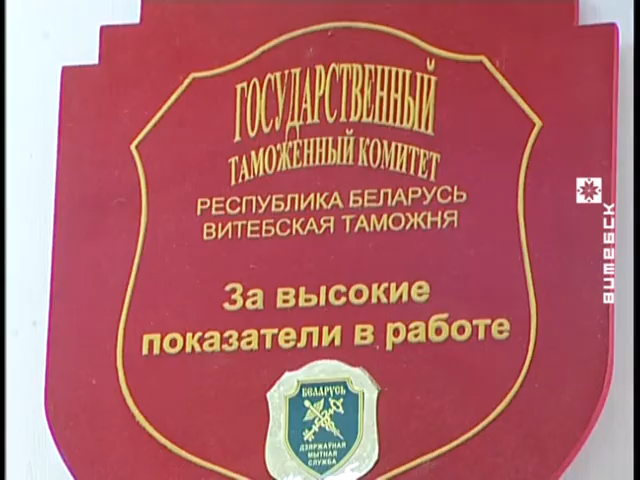 ГОСУДАРСТВЕННЫЙ
ТАМОЖЕННЫЙ КОМИТЕТ
РЕСПУБЛИКА БЕЛАРУСЬ
ВИТЕБСКАЯ ТАМОЖНЯ
За высокие
показатели в работе
БЕЛАРУСЬ
ДЗЯРЖАЎНАЯ
МЫТНАЯ
СЛУЖБА
витебск